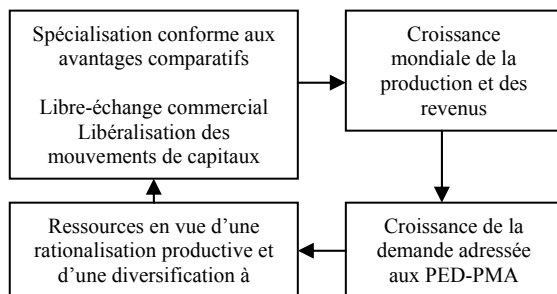 Spécialisation conforme aux
avantages comparatifs
Libre-échange commercial
Libéralisation des
mouvements de capitaux
Croissance
mondiale de la
production et des
revenus
Ressources en vue d’une
rationalisation productive et
d’une diversification à
Croissance de la
demande adressée
aux PED-PMA